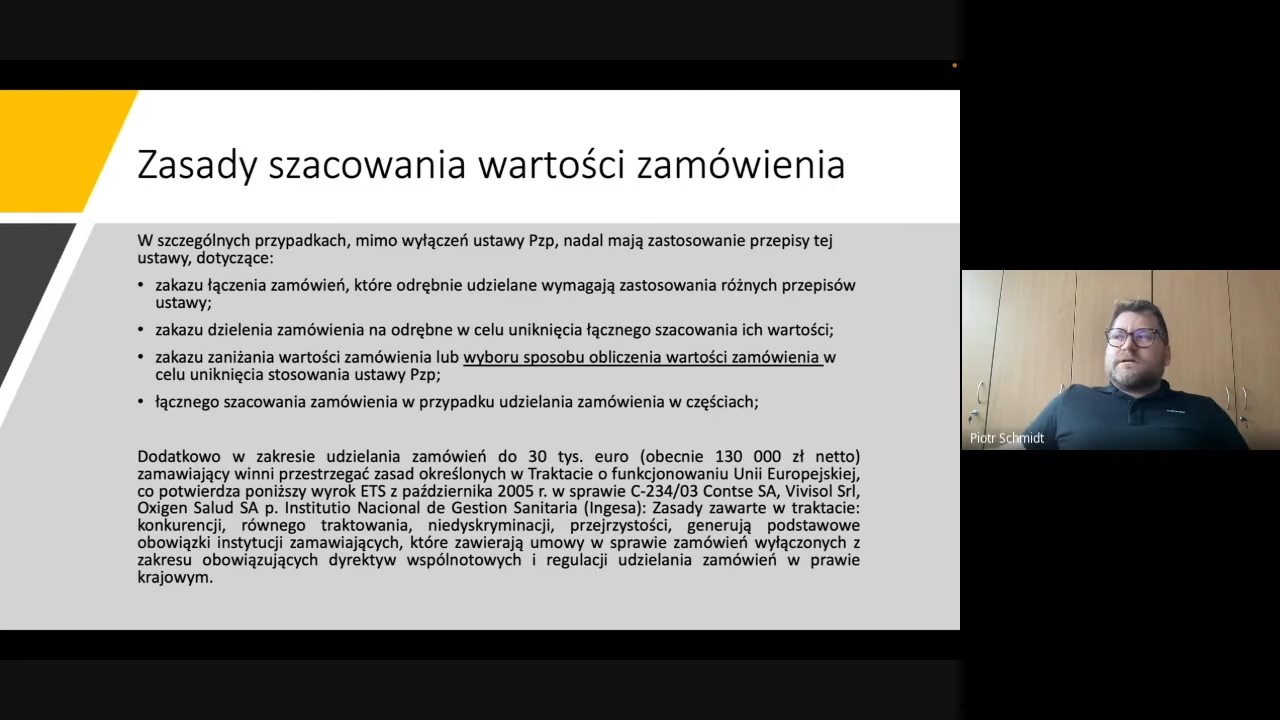 Zasady szacowania wartości zamówienia
W szczególnych przypadkach, mimo wyłączeń ustawy Pzp, nadal mają zastosowanie przepisy tej
ustawy, dotyczące:
• zakazu łączenia zamówień, które odrębnie udzielane wymagają zastosowania różnych przepisów
ustawy;
• zakazu dzielenia zamówienia na odrębne w celu uniknięcia łącznego szacowania ich wartości;
• zakazu zaniżania wartości zamówienia lub wyboru sposobu obliczenia wartości zamówienia w
celu uniknięcia stosowania ustawy Pzp;
• łącznego szacowania zamówienia w przypadku udzielania zamówienia w częściach;
Dodatkowo w zakresie udzielania zamówień do 30 tys. euro (obecnie 130 000 zł netto)
zamawiający winni przestrzegać zasad określonych w Traktacie o funkcjonowaniu Unii Europejskiej,
co potwierdza poniższy wyrok ETS z października 2005 r. w sprawie C-234/03 Contse SA, Vivisol Srl,
Oxigen Salud SA p. Institutio Nacional de Gestion Sanitaria (Ingesa): Zasady zawarte w traktacie:
konkurencji, równego traktowania, niedyskryminacji, przejrzystości, generują podstawowe
obowiązki instytucji zamawiających, które zawierają umowy w sprawie zamówień wyłączonych z
zakresu obowiązujących dyrektyw wspólnotowych i regulacji udzielania zamówień w prawie
krajowym.
Piotr Schmidt